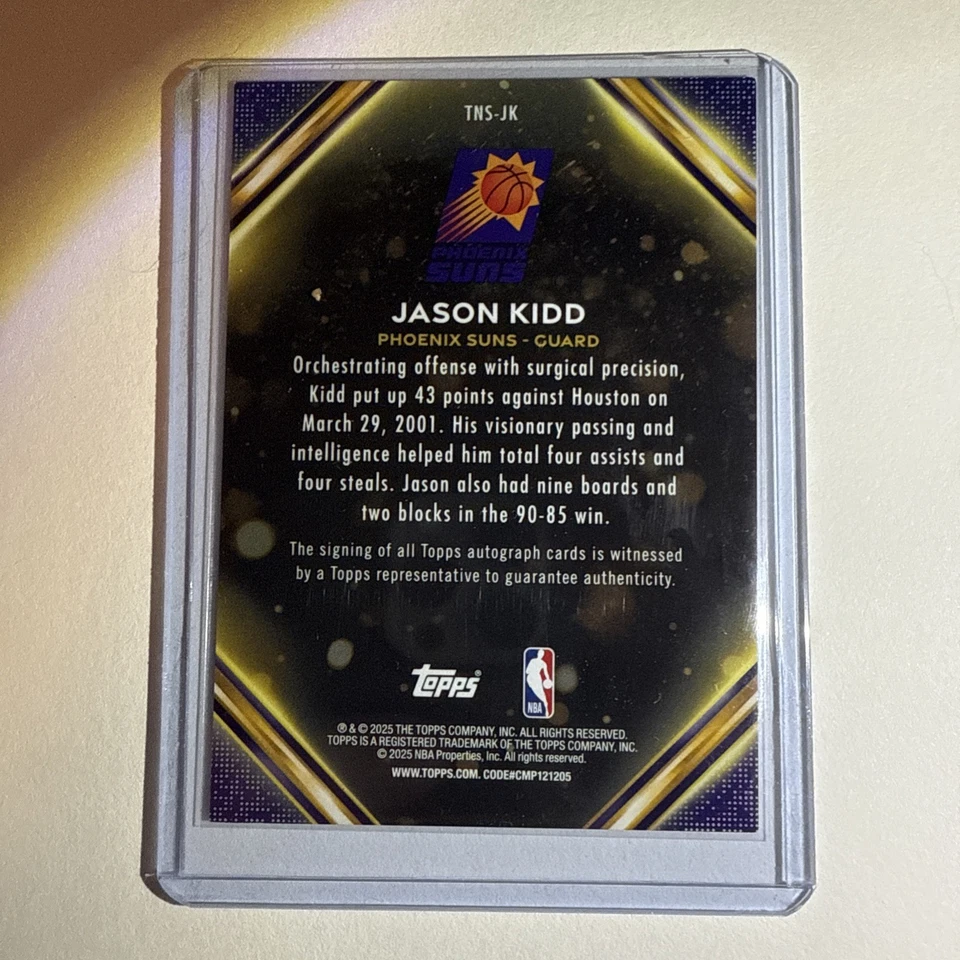 TNS-JK
PHOENIX
SUNS
JASON KIDD
PHOENIX SUNS - GUARD
Orchestrating offense with surgical precision,
Kidd put up 43 points against Houston on
March 29, 2001. His visionary passing and
intelligence helped him total four assists and
four steals. Jason also had nine boards and
two blocks in the 90-85 win.
The signing of all Topps autograph cards is witnessed
by a Topps representative to guarantee authenticity.
Topps®
NBA
® & © 2025 THE TOPPS COMPANY, INC. ALL RIGHTS RESERVED.
TOPPS IS A REGISTERED TRADEMARK OF THE TOPPS COMPANY, INC.
© 2025 NBA Properties, Inc. All rights reserved.
WWW.TOPPS.COM. CODE#CMP121205